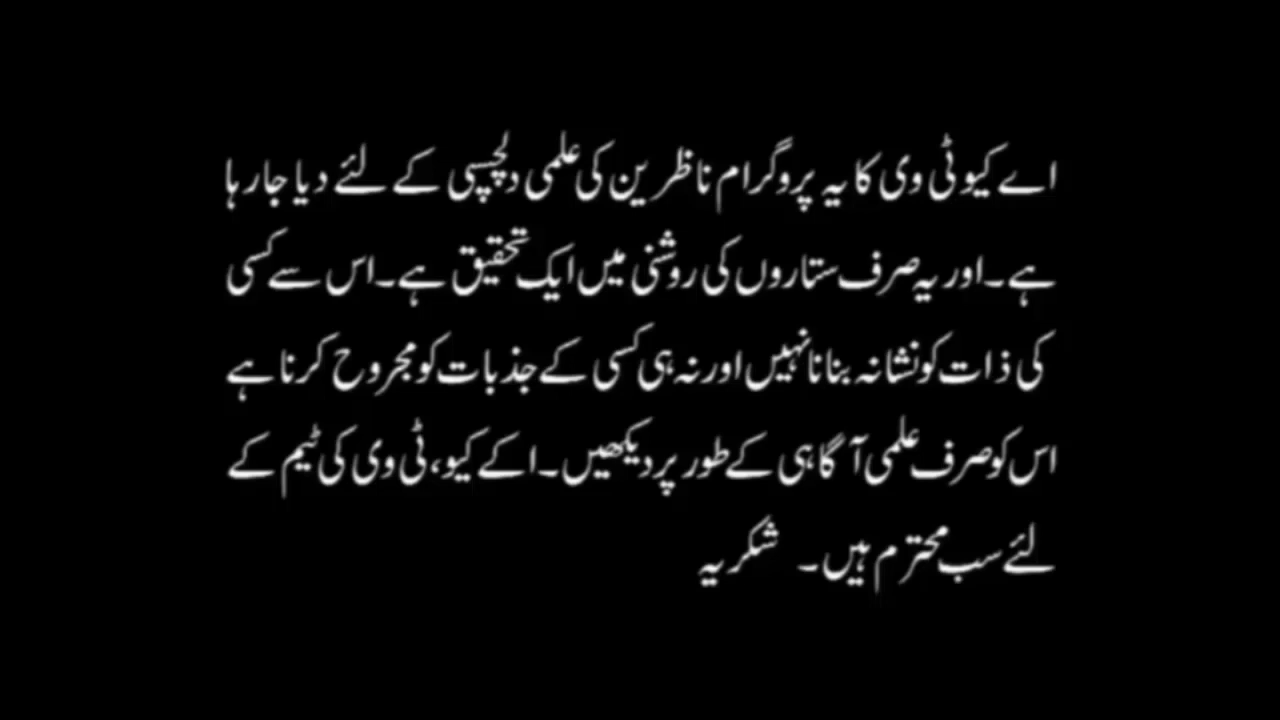 اے کیو ٹی وی کا یہ پروگرام ناظرین کی علمی دلچسپی کے لئے دیا جارہا
ہے۔ اور یہ صرف ستاروں کی روشنی میں ایک تحقیق ہے۔ اس سے کسی
کی ذات کو نشانہ بنانا نہیں اور نہ ہی کسی کے جذبات کو مجروح کرنا ہے
اس کو صرف علمی آگاہی کے طور پر دیکھیں۔ اکے کیو، ٹی وی کی ٹیم کے
لئے سب محترم ہیں۔ شکریہ